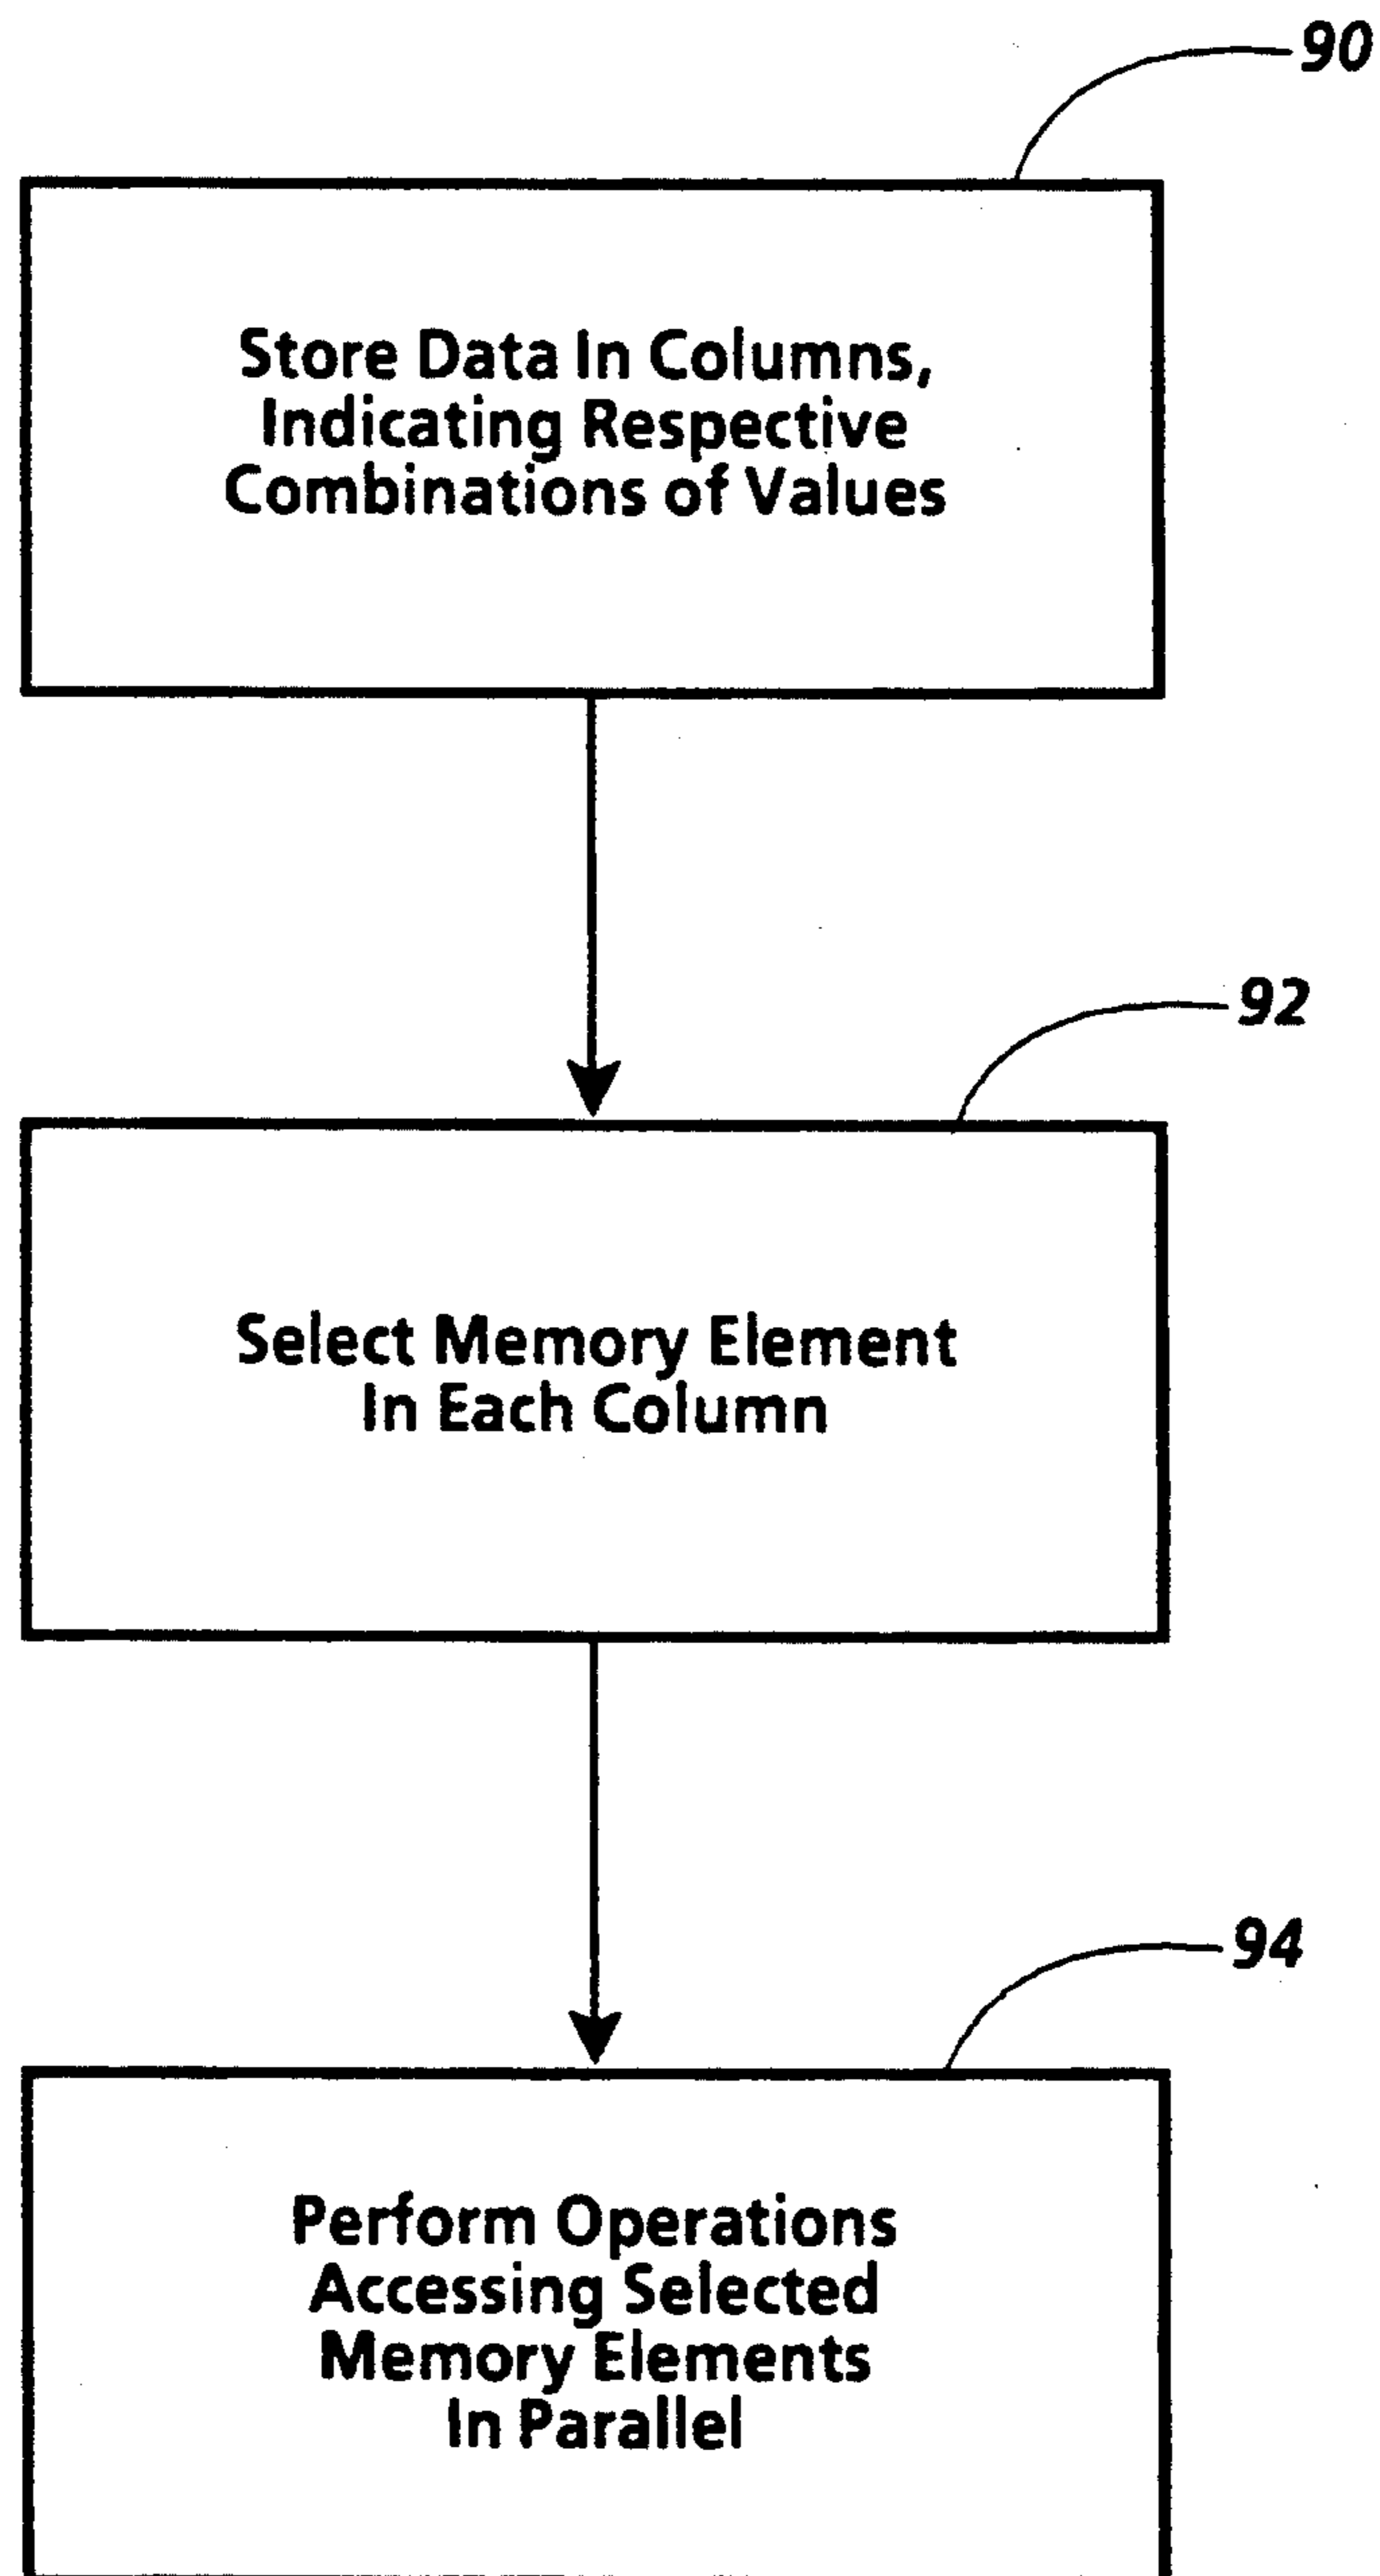 90
Store Data In Columns,
Indicating Respective
Combinations of Values
92
Select Memory Element
In Each Column
94
Perform Operations
Accessing Selected
Memory Elements
In Parallel